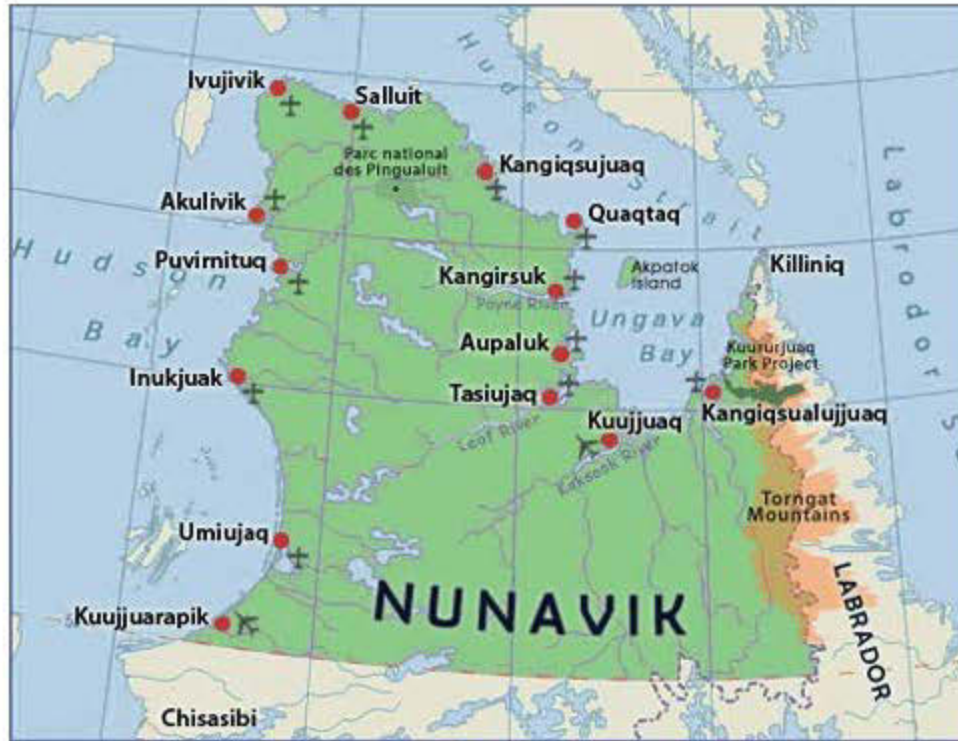 Hudson
Strait
Labrador
Ivujivik
Salluit
Parc national
des Pingualuit
Kangiqsujuaq
Akulivik
Quaqtaq
Hudson
Bay
Puvirnituq
Kangirsuk
Payne River
Akpatok
Island
Killiniq
Ungava
Bay
Aupaluk
Kuururjuaq
Park Project
Inukjuak
Tasiujaq
Kangiqsualujjuaq
Leaf River
Kuujjuaq
Koksoak River
Torngat
Mountains
Umiujaq
NUNAVIK
LABRADOR
Kuujjuarapik
Chisasibi